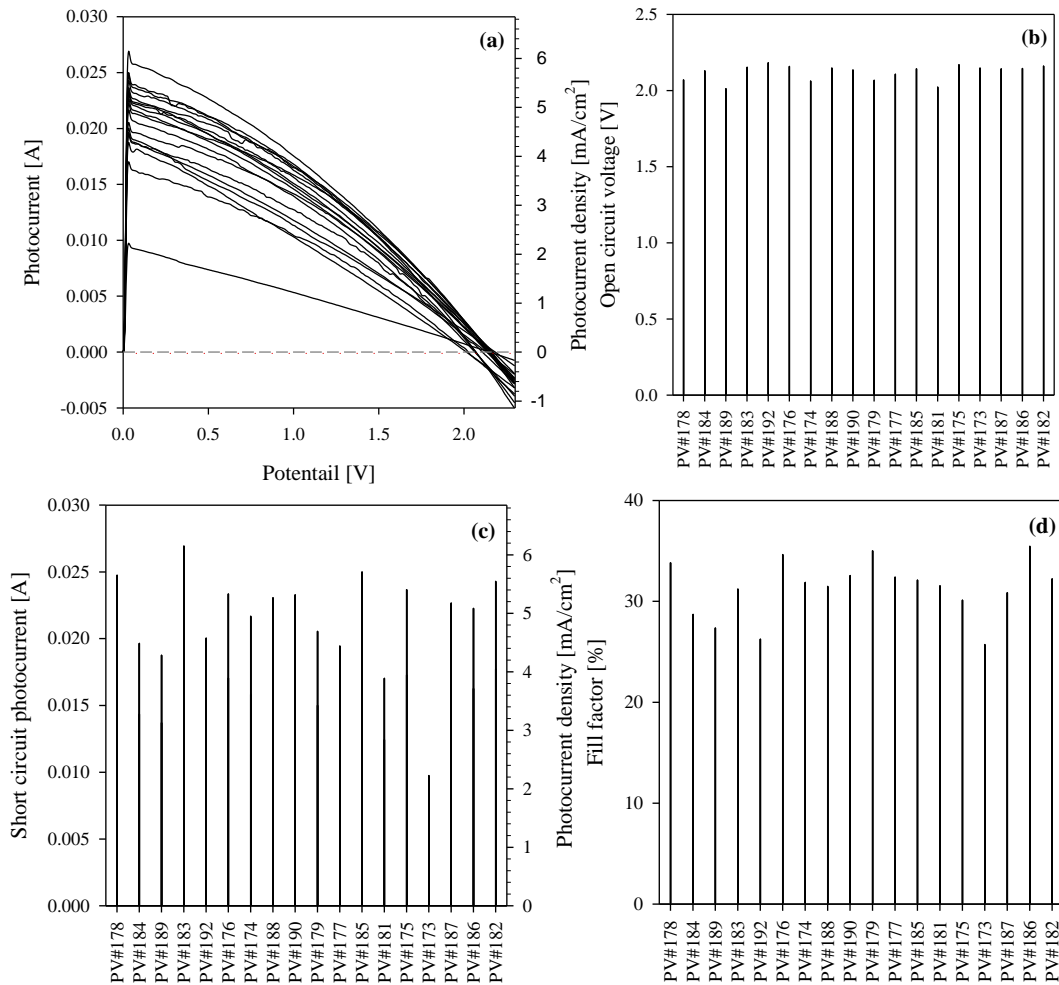 (a)
0.030
0.025
0.020
0.015
0.010
0.005
0.000
-0.005
Photocurrent [A]
6
5
4
3
2
1
0
-1
Photocurrent density [mA/cm2]
0.0 0.5 1.0 1.5 2.0
Potentail [V]
(b)
2.5
2.0
1.5
1.0
0.5
0.0
Open circuit voltage [V]
PV#178
PV#184
PV#189
PV#183
PV#192
PV#176
PV#174
PV#188
PV#190
PV#179
PV#177
PV#185
PV#181
PV#175
PV#173
PV#187
PV#186
PV#182
(c)
0.030
0.025
0.020
0.015
0.010
0.005
0.000
Short circuit photocurrent [A]
6
5
4
3
2
1
0
Photocurrent density [mA/cm2]
PV#178
PV#184
PV#189
PV#183
PV#192
PV#176
PV#174
PV#188
PV#190
PV#179
PV#177
PV#185
PV#181
PV#175
PV#173
PV#187
PV#186
PV#182
(d)
40
30
20
10
0
Fill factor [%]
PV#178
PV#184
PV#189
PV#183
PV#192
PV#176
PV#174
PV#188
PV#190
PV#179
PV#177
PV#185
PV#181
PV#175
PV#173
PV#187
PV#186
PV#182